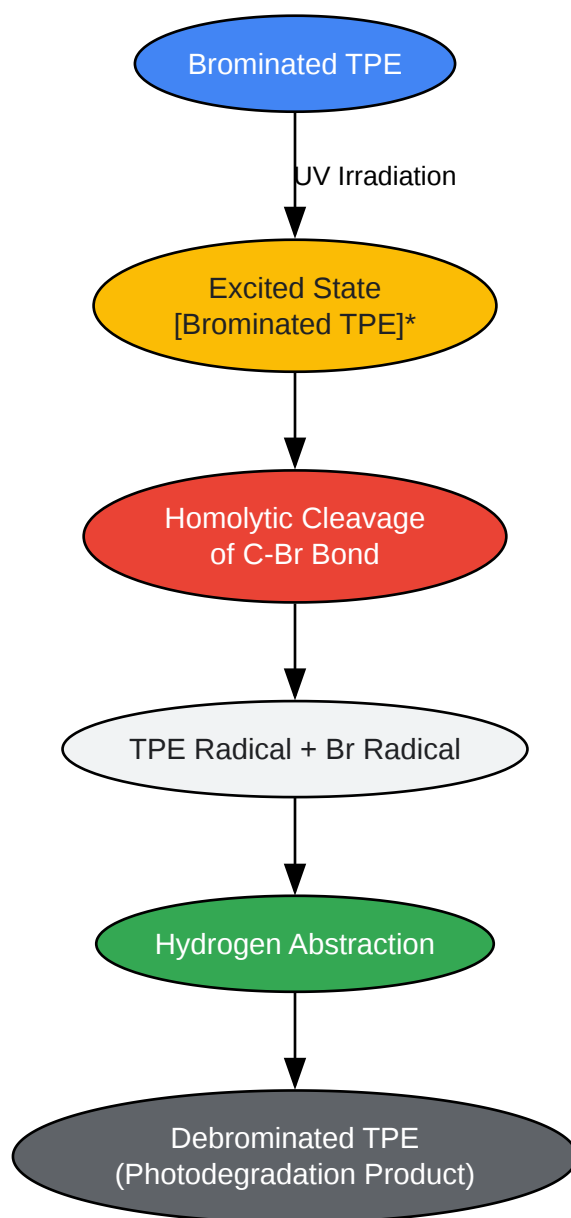 Brominated TPE
UV Irradiation
Excited State
[Brominated TPE]*
Homolytic Cleavage
of C-Br Bond
TPE Radical + Br Radical
Hydrogen Abstraction
Debrominated TPE
(Photodegradation Product)